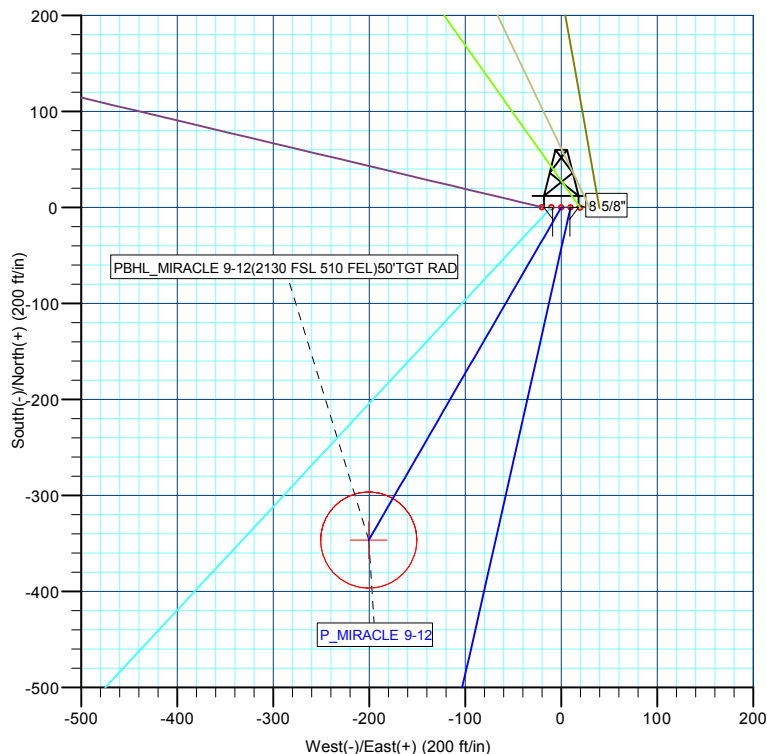 200
100
0
-100
-200
-300
-400
-500
South(-)/North(+) (200 ft/in)
8 5/8"
PBHL_MIRACLE 9-12(2130 FSL 510 FEL)50'TGT RAD
P_MIRACLE 9-12
-500 -400 -300 -200 -100 0 100 200
West(-)/East(+) (200 ft/in)